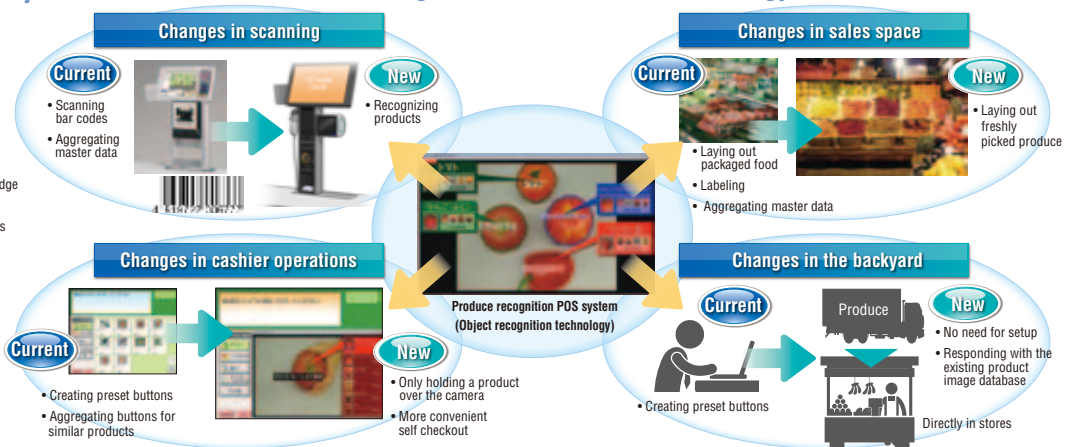 Changes in scanning
Current
• Scanning
bar codes
• Aggregating
master data
New
• Recognizing
products
Changes in sales space
Current
• Laying out
packaged food
• Labeling
• Aggregating master data
New
• Laying out
freshly
picked produce
Produce recognition POS system
(Object recognition technology)
Changes in cashier operations
Current
• Creating preset buttons
• Aggregating buttons for
similar products
New
• Only holding a product
over the camera
• More convenient
self checkout
Changes in the backyard
Current
• Creating preset buttons
Produce
New
• No need for setup
• Responding with the
existing product
image database
Directly in stores